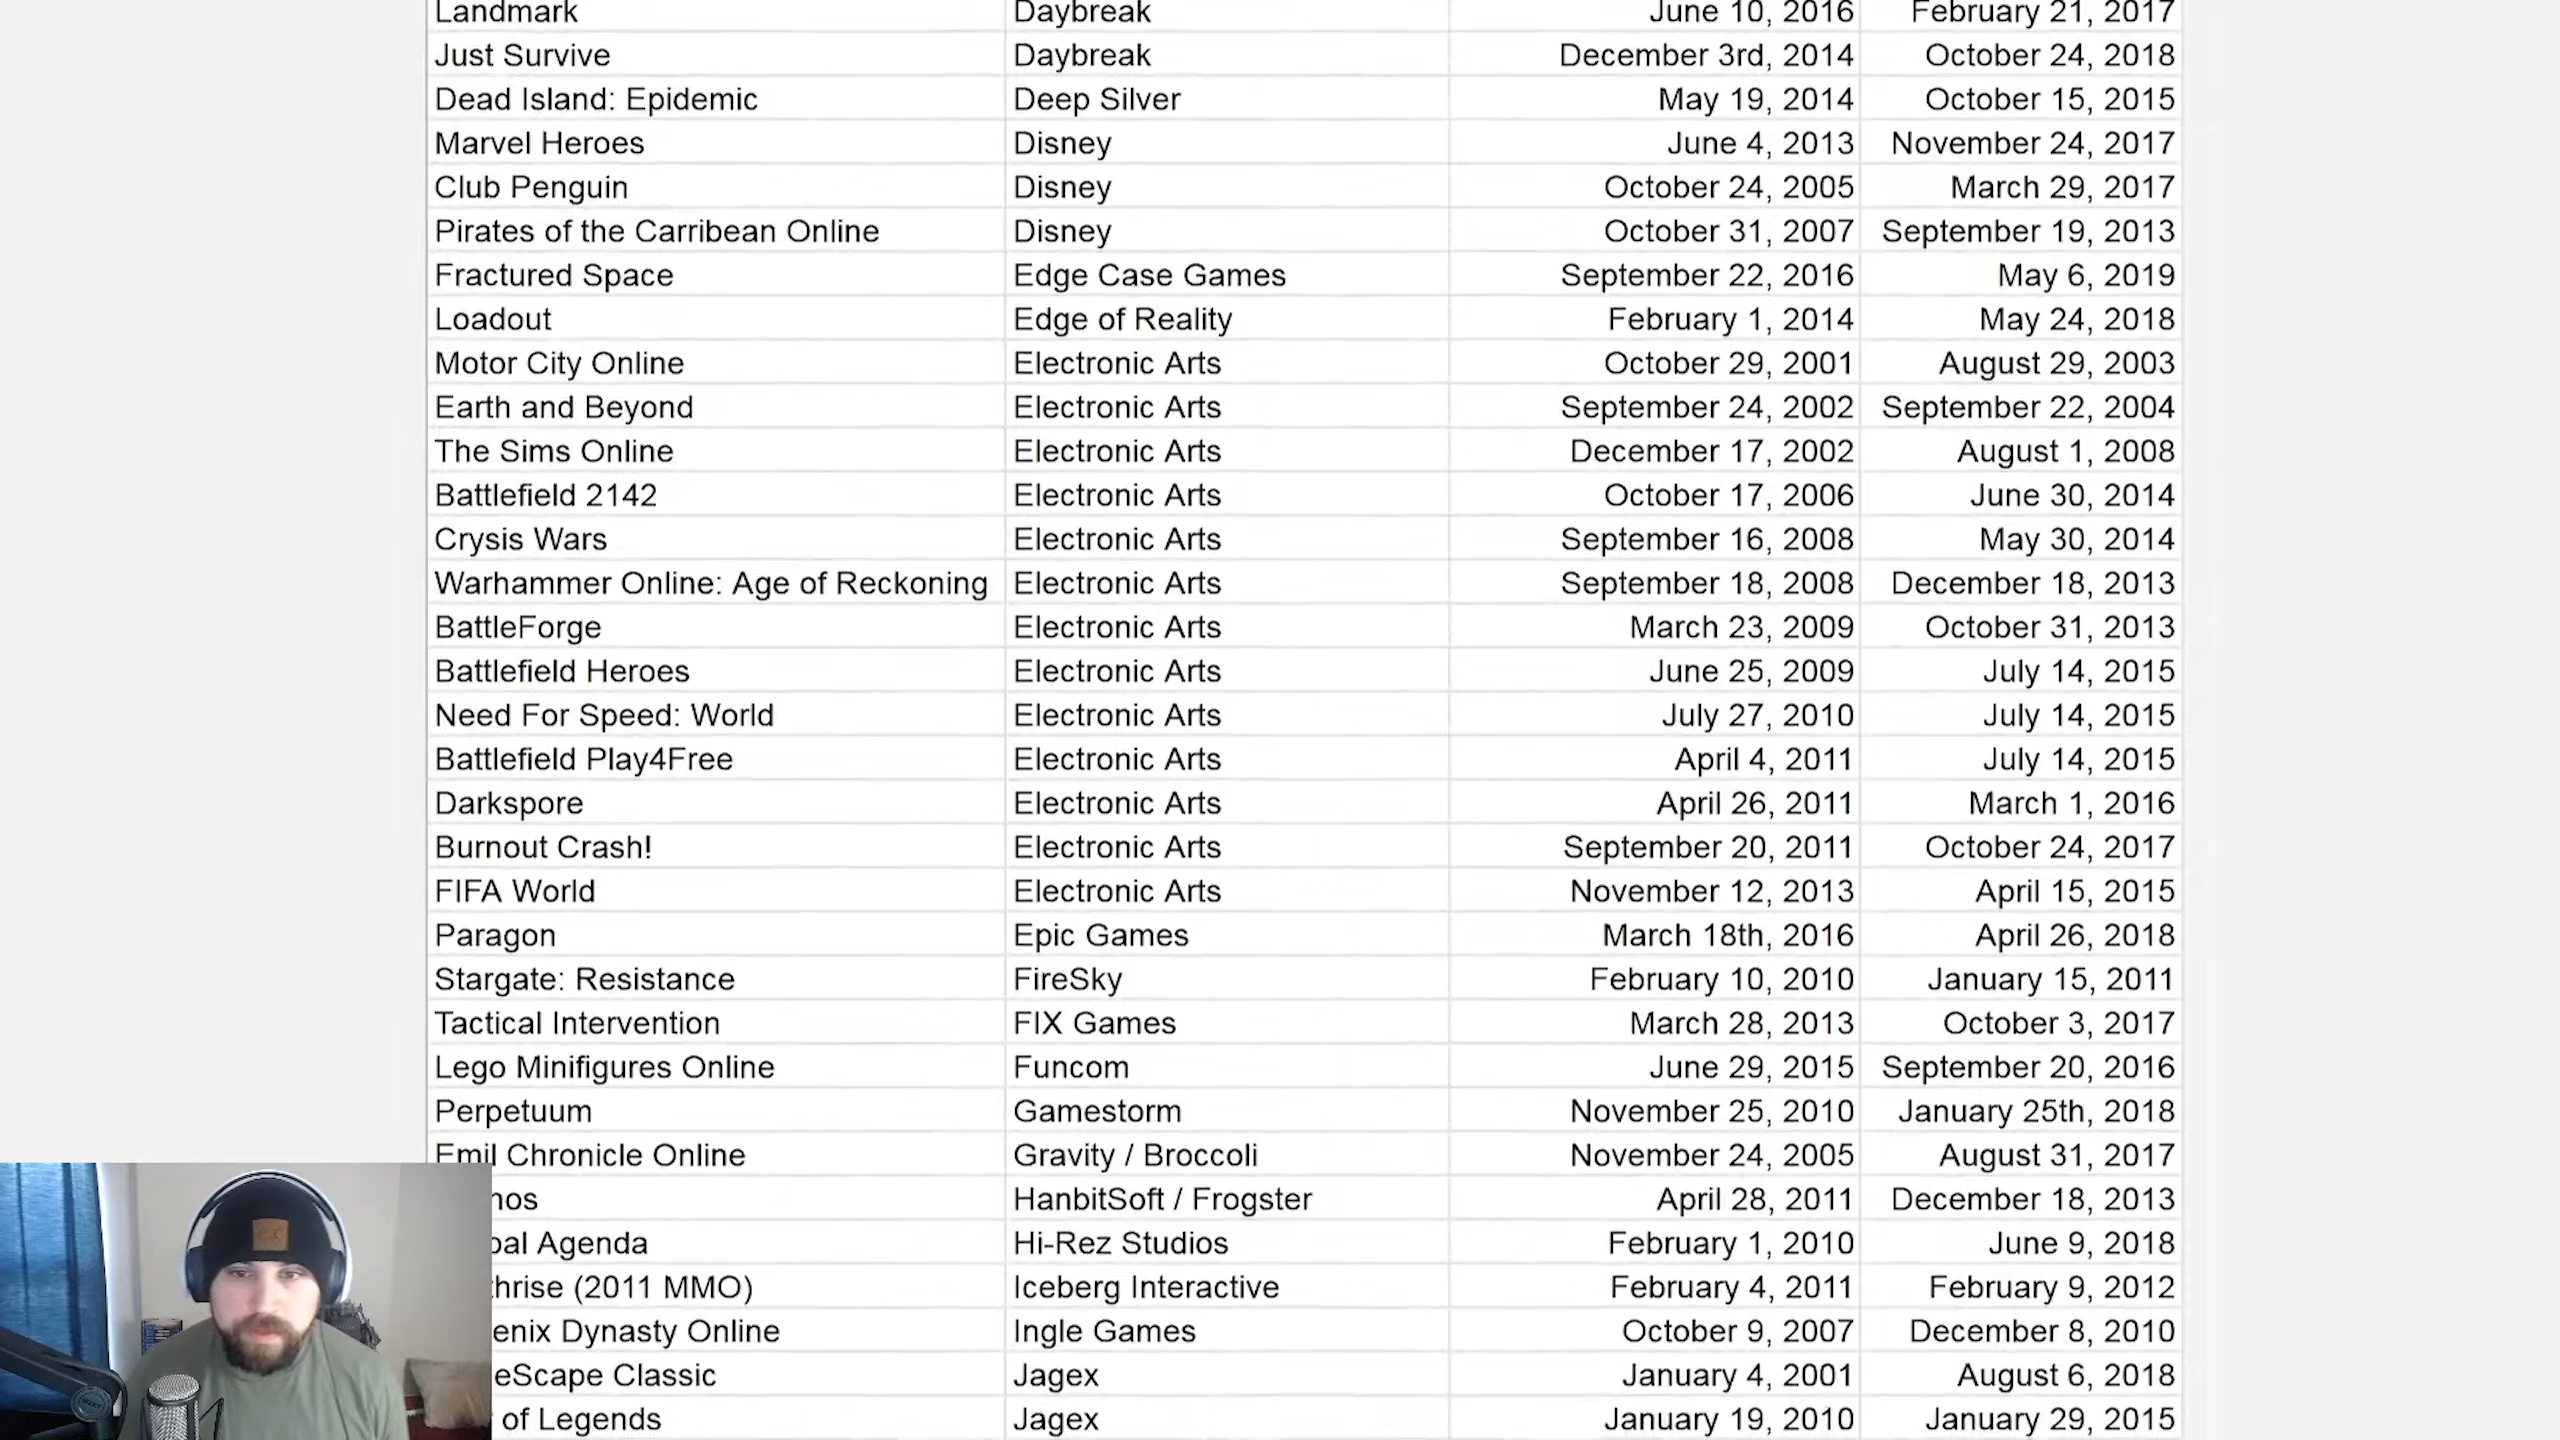 Landmark Daybreak June 10, 2016 February 21, 2017
Just Survive Daybreak December 3rd, 2014 October 24, 2018
Dead Island: Epidemic Deep Silver May 19, 2014 October 15, 2015
Marvel Heroes Disney June 4, 2013 November 24, 2017
Club Penguin Disney October 24, 2005 March 29, 2017
Pirates of the Carribean Online Disney October 31, 2007 September 19, 2013
Fractured Space Edge Case Games September 22, 2016 May 6, 2019
Loadout Edge of Reality February 1, 2014 May 24, 2018
Motor City Online Electronic Arts October 29, 2001 August 29, 2003
Earth and Beyond Electronic Arts September 24, 2002 September 22, 2004
The Sims Online Electronic Arts December 17, 2002 August 1, 2008
Battlefield 2142 Electronic Arts October 17, 2006 June 30, 2014
Crysis Wars Electronic Arts September 16, 2008 May 30, 2014
Warhammer Online: Age of Reckoning Electronic Arts September 18, 2008 December 18, 2013
BattleForge Electronic Arts March 23, 2009 October 31, 2013
Battlefield Heroes Electronic Arts June 25, 2009 July 14, 2015
Need For Speed: World Electronic Arts July 27, 2010 July 14, 2015
Battlefield Play4Free Electronic Arts April 4, 2011 July 14, 2015
Darkspore Electronic Arts April 26, 2011 March 1, 2016
Burnout Crash! Electronic Arts September 20, 2011 October 24, 2017
FIFA World Electronic Arts November 12, 2013 April 15, 2015
Paragon Epic Games March 18th, 2016 April 26, 2018
Stargate: Resistance FireSky February 10, 2010 January 15, 2011
Tactical Intervention FIX Games March 28, 2013 October 3, 2017
Lego Minifigures Online Funcom June 29, 2015 September 20, 2016
Perpetuum Gamestorm November 25, 2010 January 25th, 2018
Emil Chronicle Online Gravity / Broccoli November 24, 2005 August 31, 2017
nos HanbitSoft / Frogster April 28, 2011 December 18, 2013
bal Agenda Hi-Rez Studios February 1, 2010 June 9, 2018
thrise (2011 MMO) Iceberg Interactive February 4, 2011 February 9, 2012
enix Dynasty Online Ingle Games October 9, 2007 December 8, 2010
eScape Classic Jagex January 4, 2001 August 6, 2018
of Legends Jagex January 19, 2010 January 29, 2015